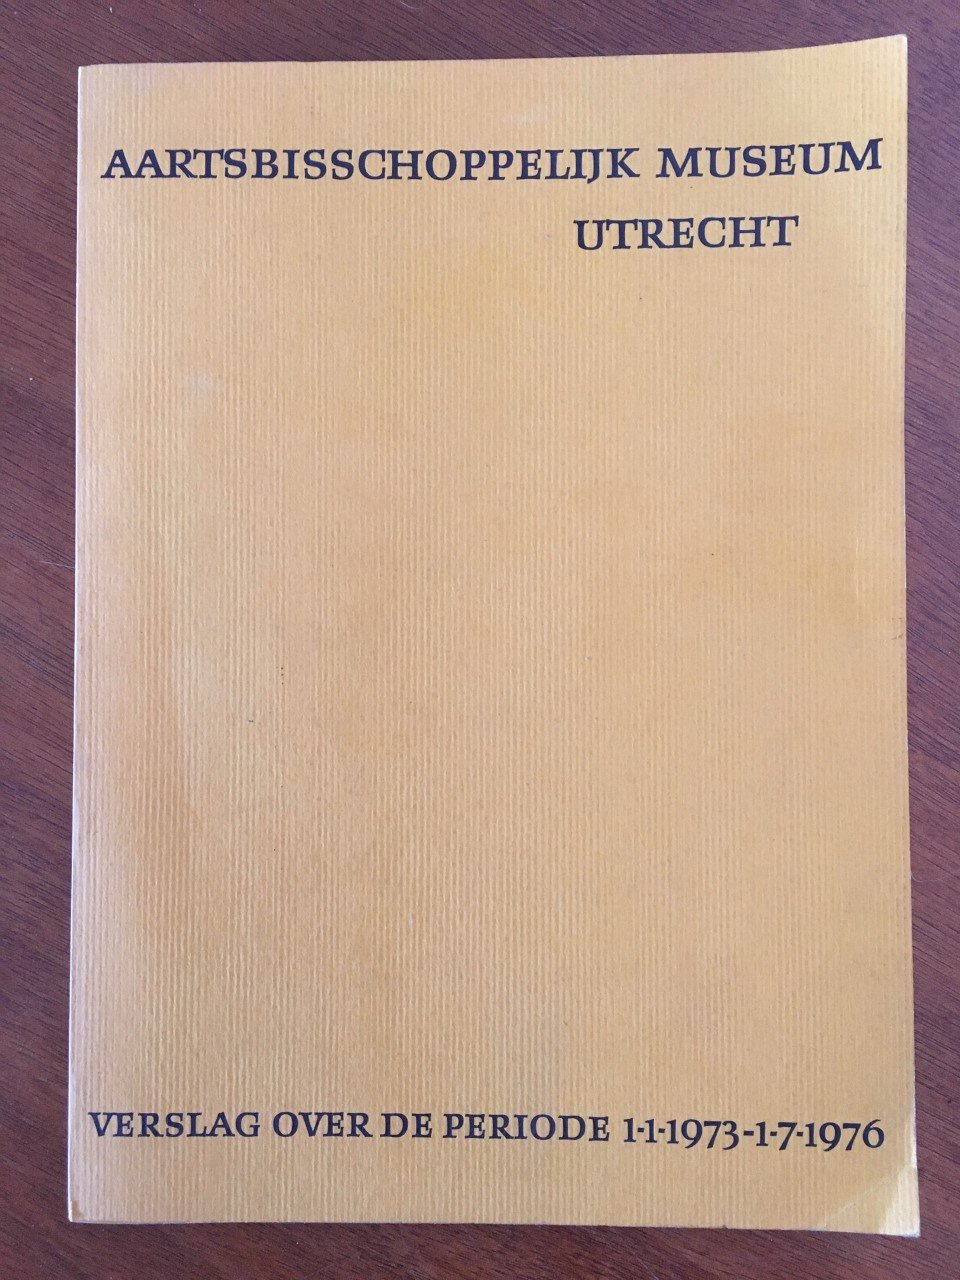 AARTSBISSCHOPPELIJK MUSEUM
UTRECHT
VERSLAG OVER DE PERIODE 1-1-1973-1-7-1976